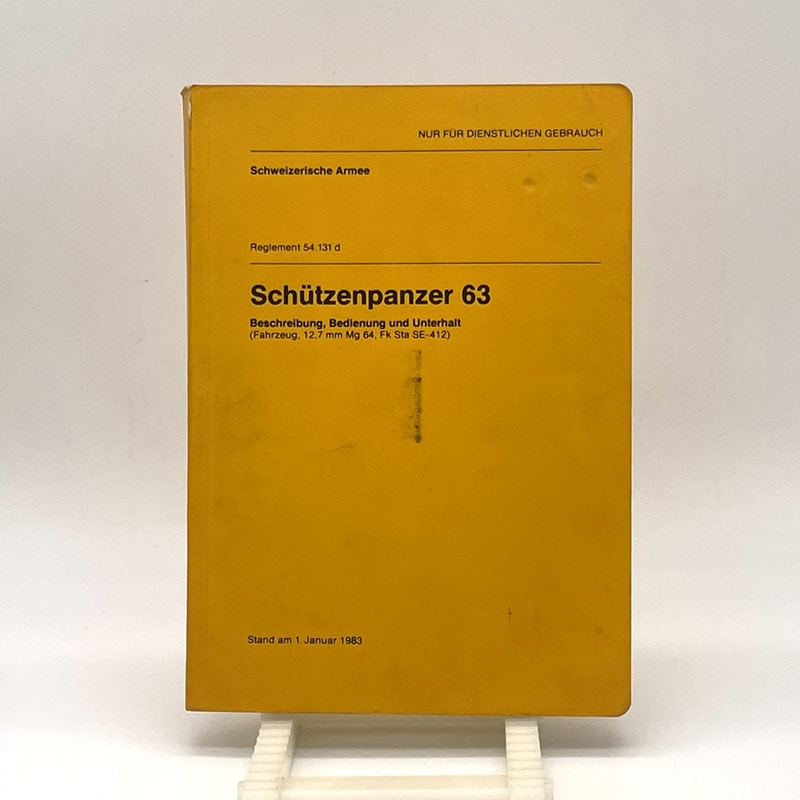 NUR FÜR DIENSTLICHEN GEBRAUCH
Schweizerische Armee
Reglement 54.131 d
Schützenpanzer 63
Beschreibung, Bedienung und Unterhalt
(Fahrzeug, 12,7 mm Mg 64, Fk Sta SE-412)
Stand am 1. Januar 1983